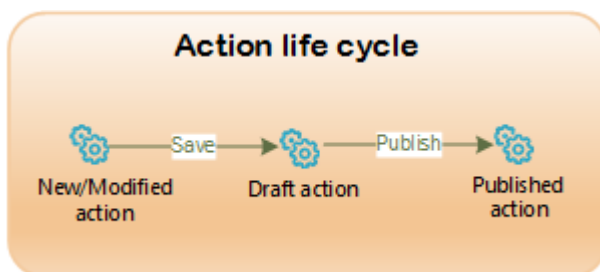 Action life cycle
Save
Publish
New/Modified
action
Draft action
Published
action